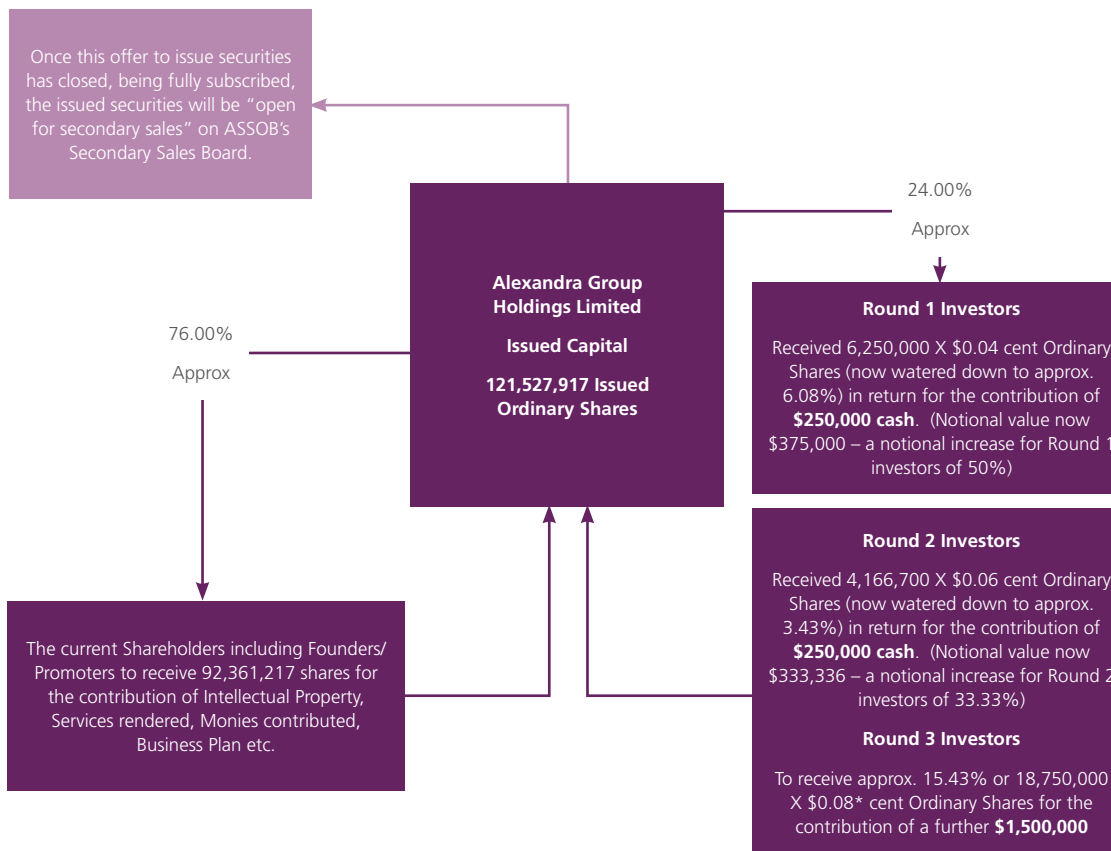 Once this offer to issue securities
has closed, being fully subscribed,
the issued securities will be “open
for secondary sales” on ASSOB’s
Secondary Sales Board.
24.00%
Approx
Alexandra Group
Holdings Limited
Issued Capital
121,527,917 Issued
Ordinary Shares
76.00%
Approx
Round 1 Investors
Received 6,250,000 X $0.04 cent Ordinary
Shares (now watered down to approx.
6.08%) in return for the contribution of
$250,000 cash. (Notional value now
$375,000 – a notional increase for Round 1
investors of 50%)
Round 2 Investors
Received 4,166,700 X $0.06 cent Ordinary
Shares (now watered down to approx.
3.43%) in return for the contribution of
$250,000 cash. (Notional value now
$333,336 – a notional increase for Round 2
investors of 33.33%)
Round 3 Investors
To receive approx. 15.43% or 18,750,000
X $0.08* cent Ordinary Shares for the
contribution of a further $1,500,000
The current Shareholders including Founders/
Promoters to receive 92,361,217 shares for
the contribution of Intellectual Property,
Services rendered, Monies contributed,
Business Plan etc.